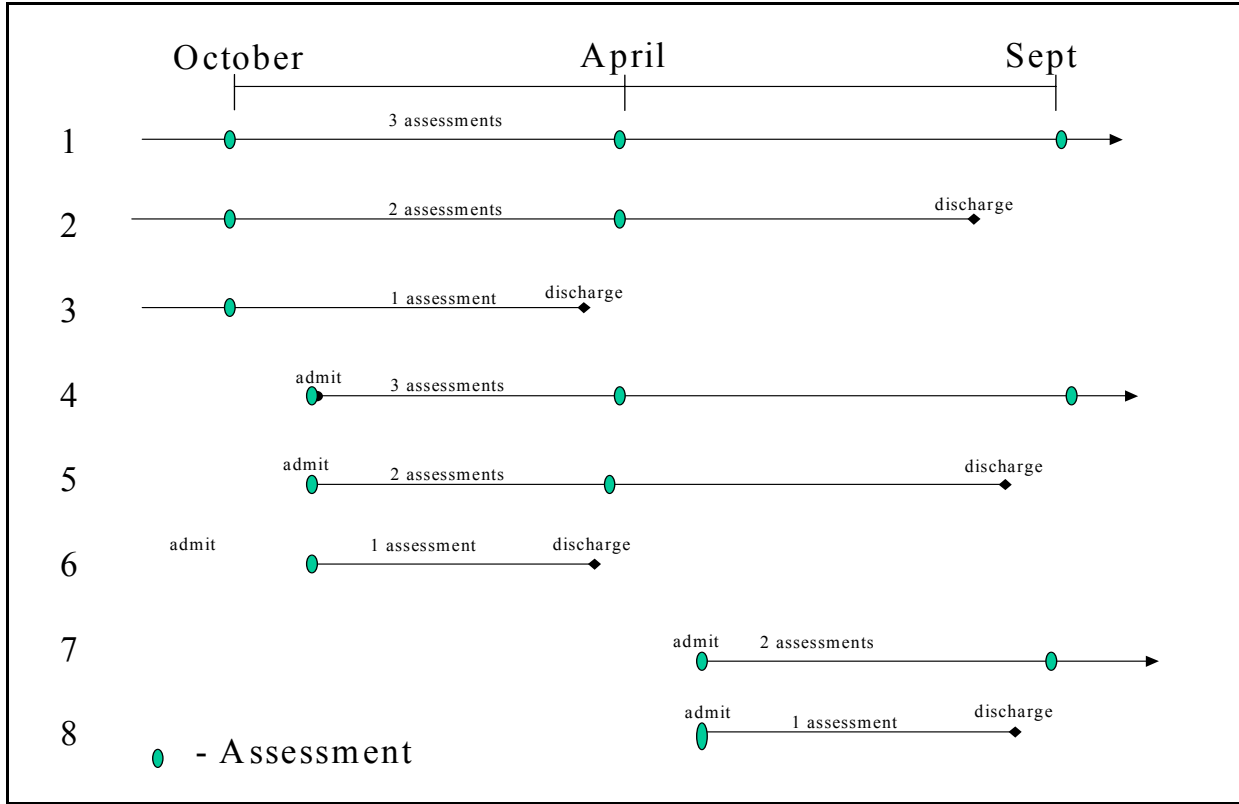 October April Sept
1 3 assessments
2 2 assessments discharge
3 1 assessment discharge
4 admit 3 assessments
5 admit 2 assessments discharge
6 admit 1 assessment discharge
7 admit 2 assessments
8 admit 1 assessment discharge
- Assessment